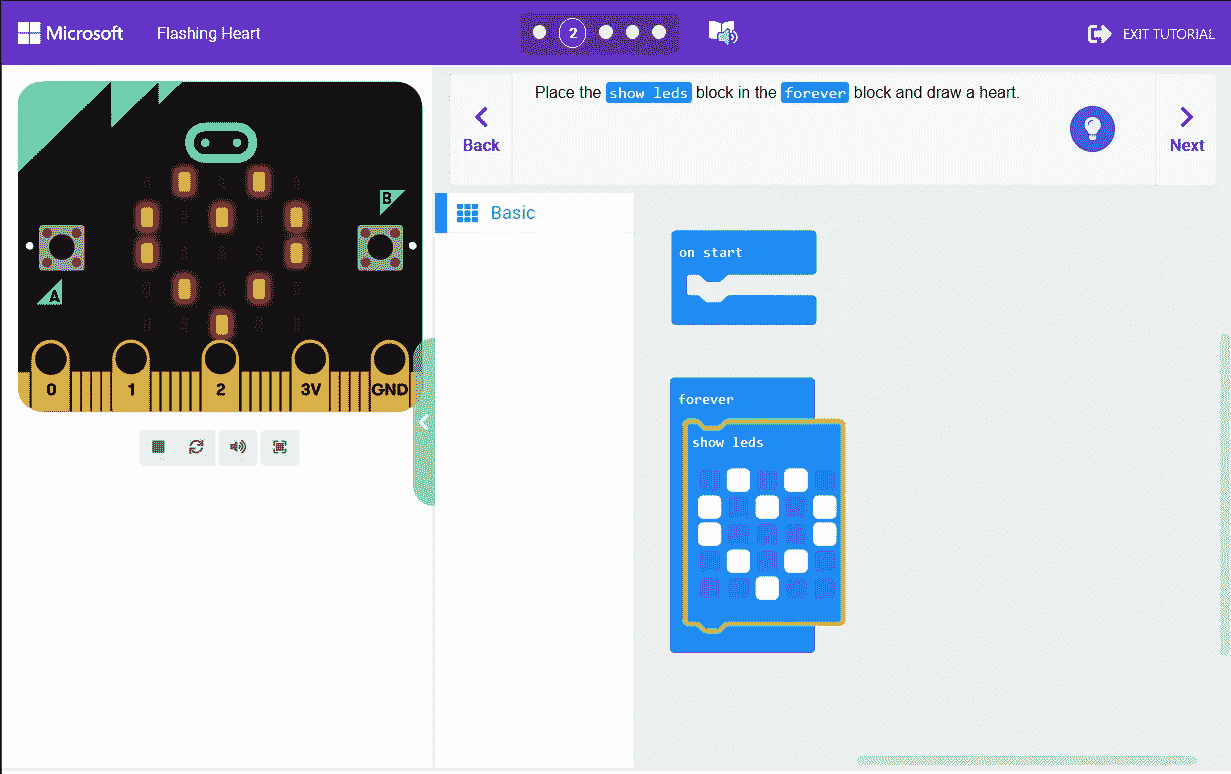 Microsoft Flashing Heart 2 EXIT TUTORIAL
Place the show leds block in the forever block and draw a heart.
Back
Next
Basic
B
A
0 1 2 3V GND
on start
forever
show leds